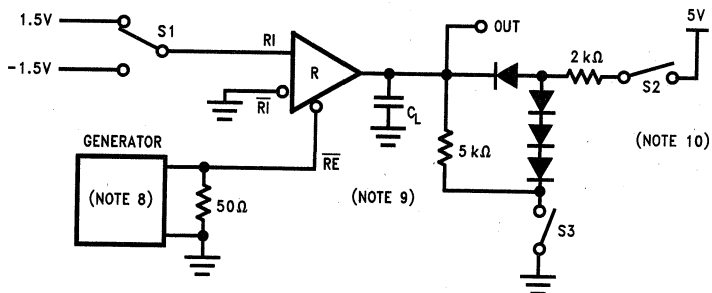 1.5V
S1
-1.5V
RI
R
RI
RE
GENERATOR
(NOTE 8)
50Ω
CL
(NOTE 9)
OUT
5 kΩ
2 kΩ
S2
5V
(NOTE 10)
S3